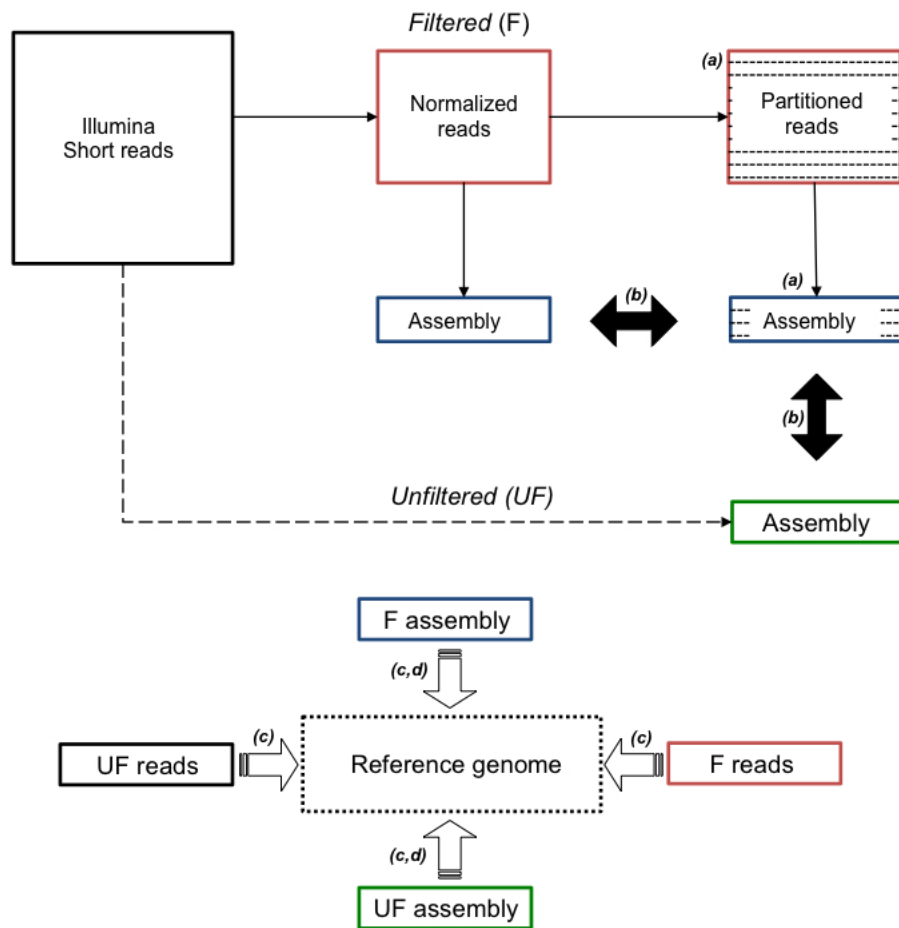 Filtered (F)
(a)
Illumina
Short reads
Normalized
reads
Partitioned
reads
(a)
Assembly
(b)
Assembly
(b)
Unfiltered (UF)
Assembly
F assembly
(c,d)
(c)
(c)
UF reads
Reference genome
F reads
(c,d)
UF assembly